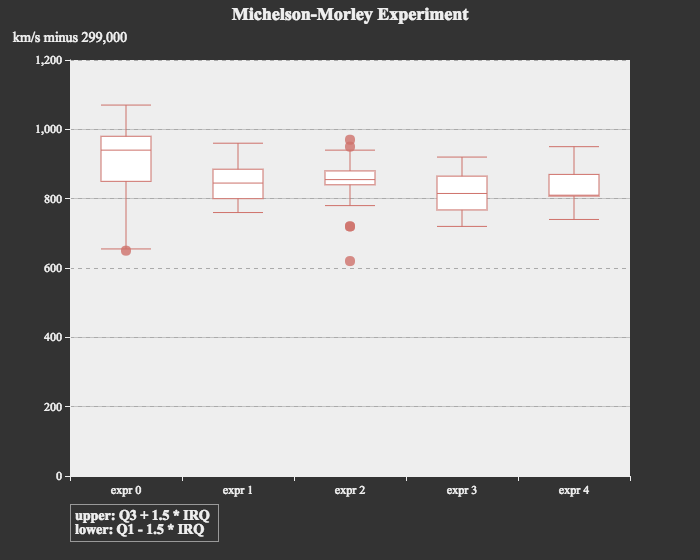 Michelson-Morley Experiment
km/s minus 299,000
1,200
1,000
800
600
400
200
0
expr 0 expr 1 expr 2 expr 3 expr 4
upper: Q3 + 1.5 * IRQ
lower: Q1 - 1.5 * IRQ